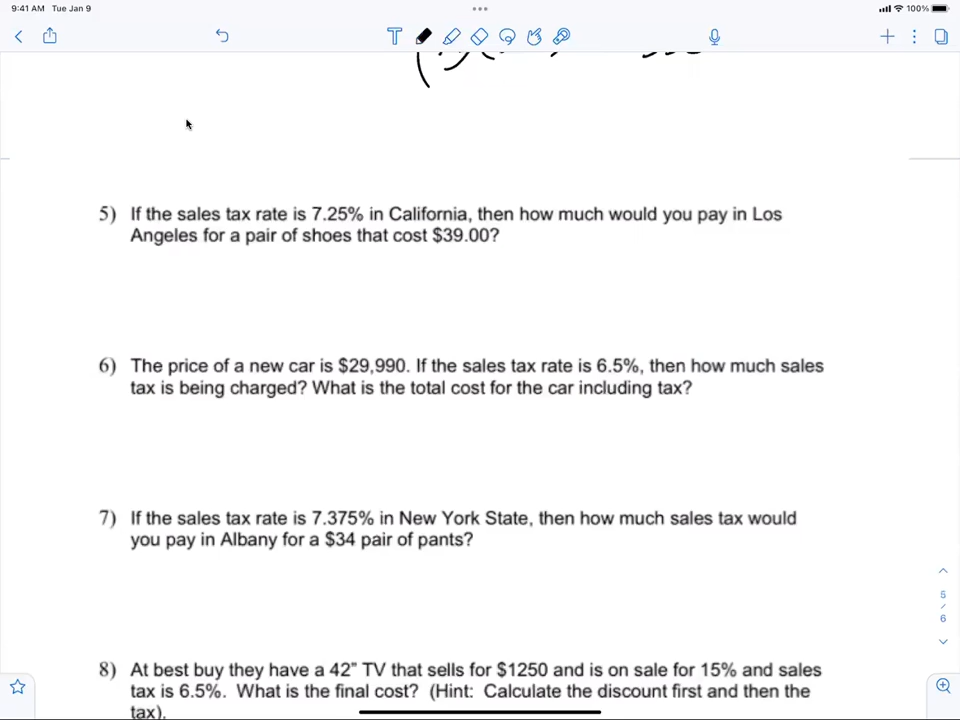 9:41 AM Tue Jan 9
100%
T
5) If the sales tax rate is 7.25% in California, then how much would you pay in Los
Angeles for a pair of shoes that cost $39.00?
6) The price of a new car is $29,990. If the sales tax rate is 6.5%, then how much sales
tax is being charged? What is the total cost for the car including tax?
7) If the sales tax rate is 7.375% in New York State, then how much sales tax would
you pay in Albany for a $34 pair of pants?
5
/
6
8) At best buy they have a 42" TV that sells for $1250 and is on sale for 15% and sales
tax is 6.5%. What is the final cost? (Hint: Calculate the discount first and then the
tax).